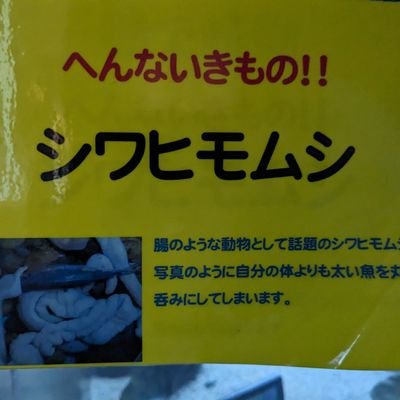 へんないきもの!!
シワヒモムシ
腸のような動物として話題のシワヒモム
写真のように自分の体よりも太い魚を丸
呑みにしてしまいます。